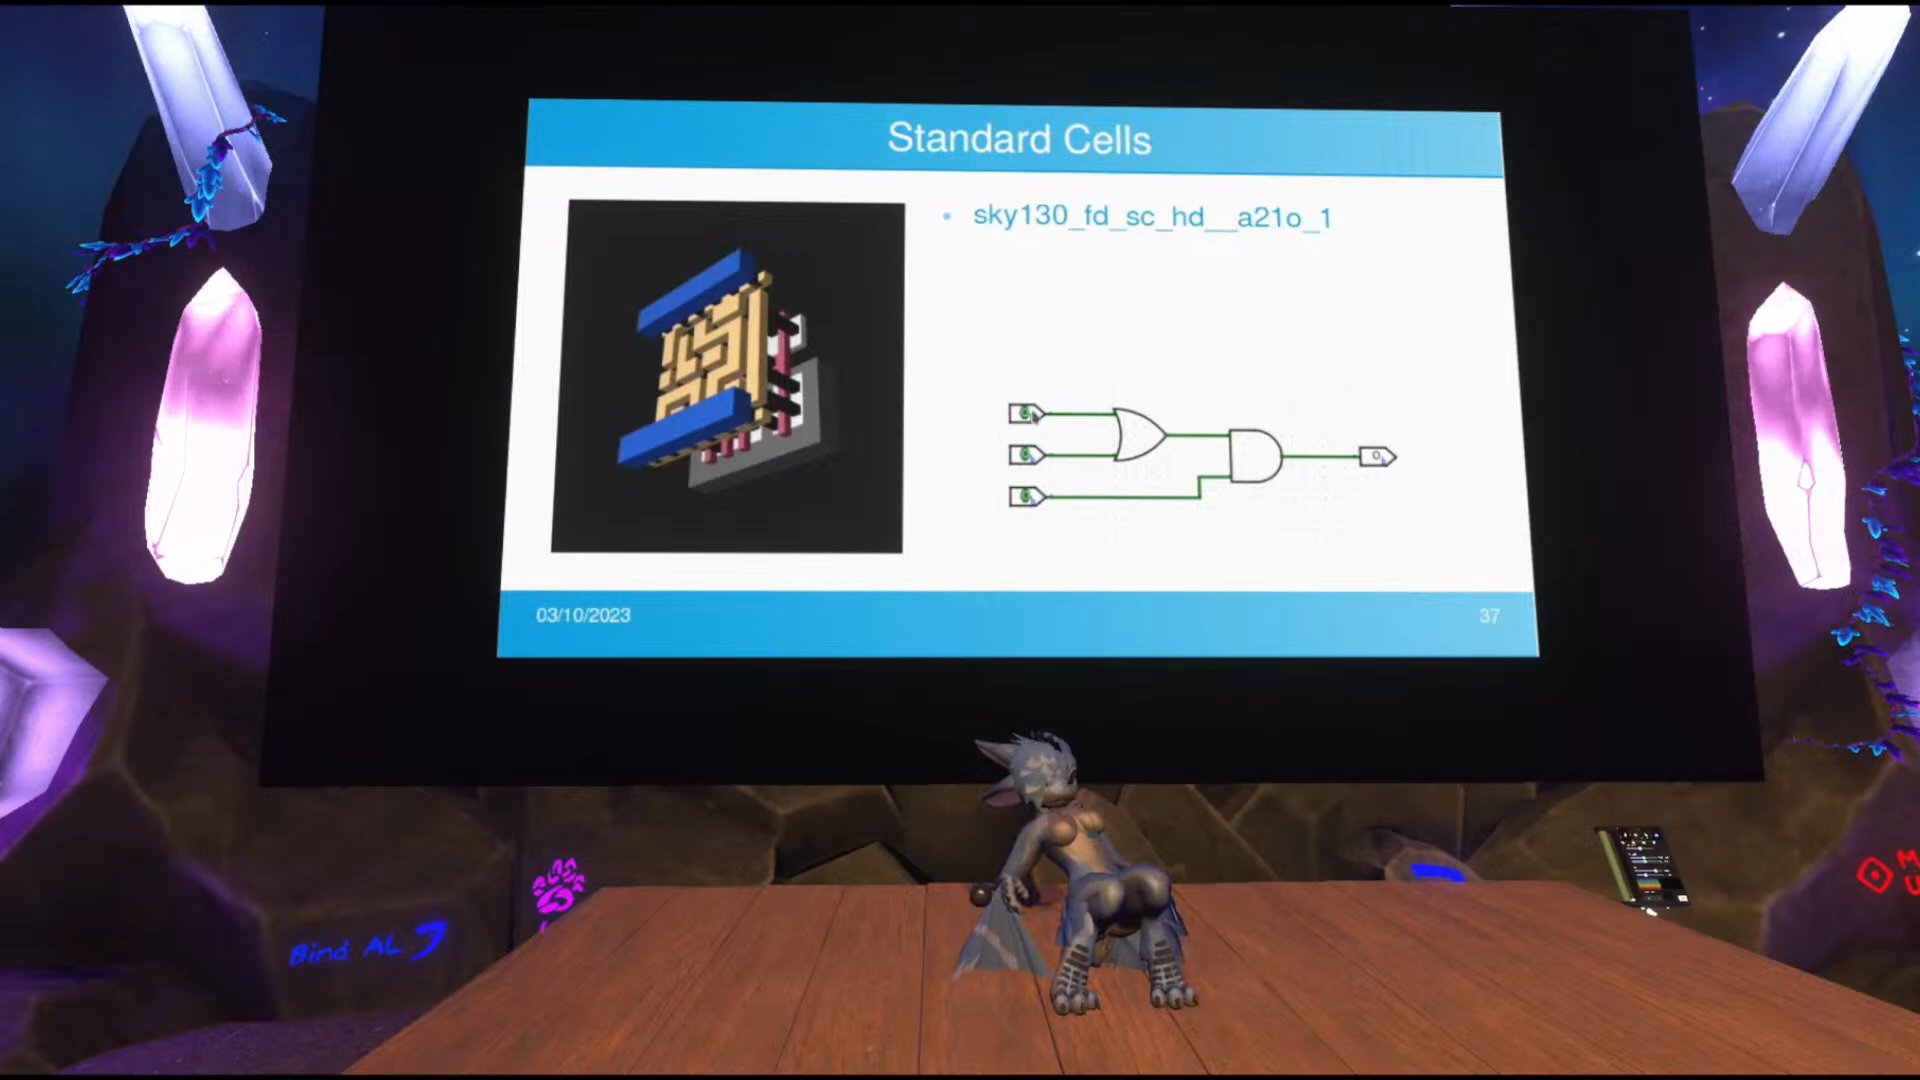 Standard Cells
• sky130_fd_sc_hd__a21o_1
03/10/2023
37
Bind AL